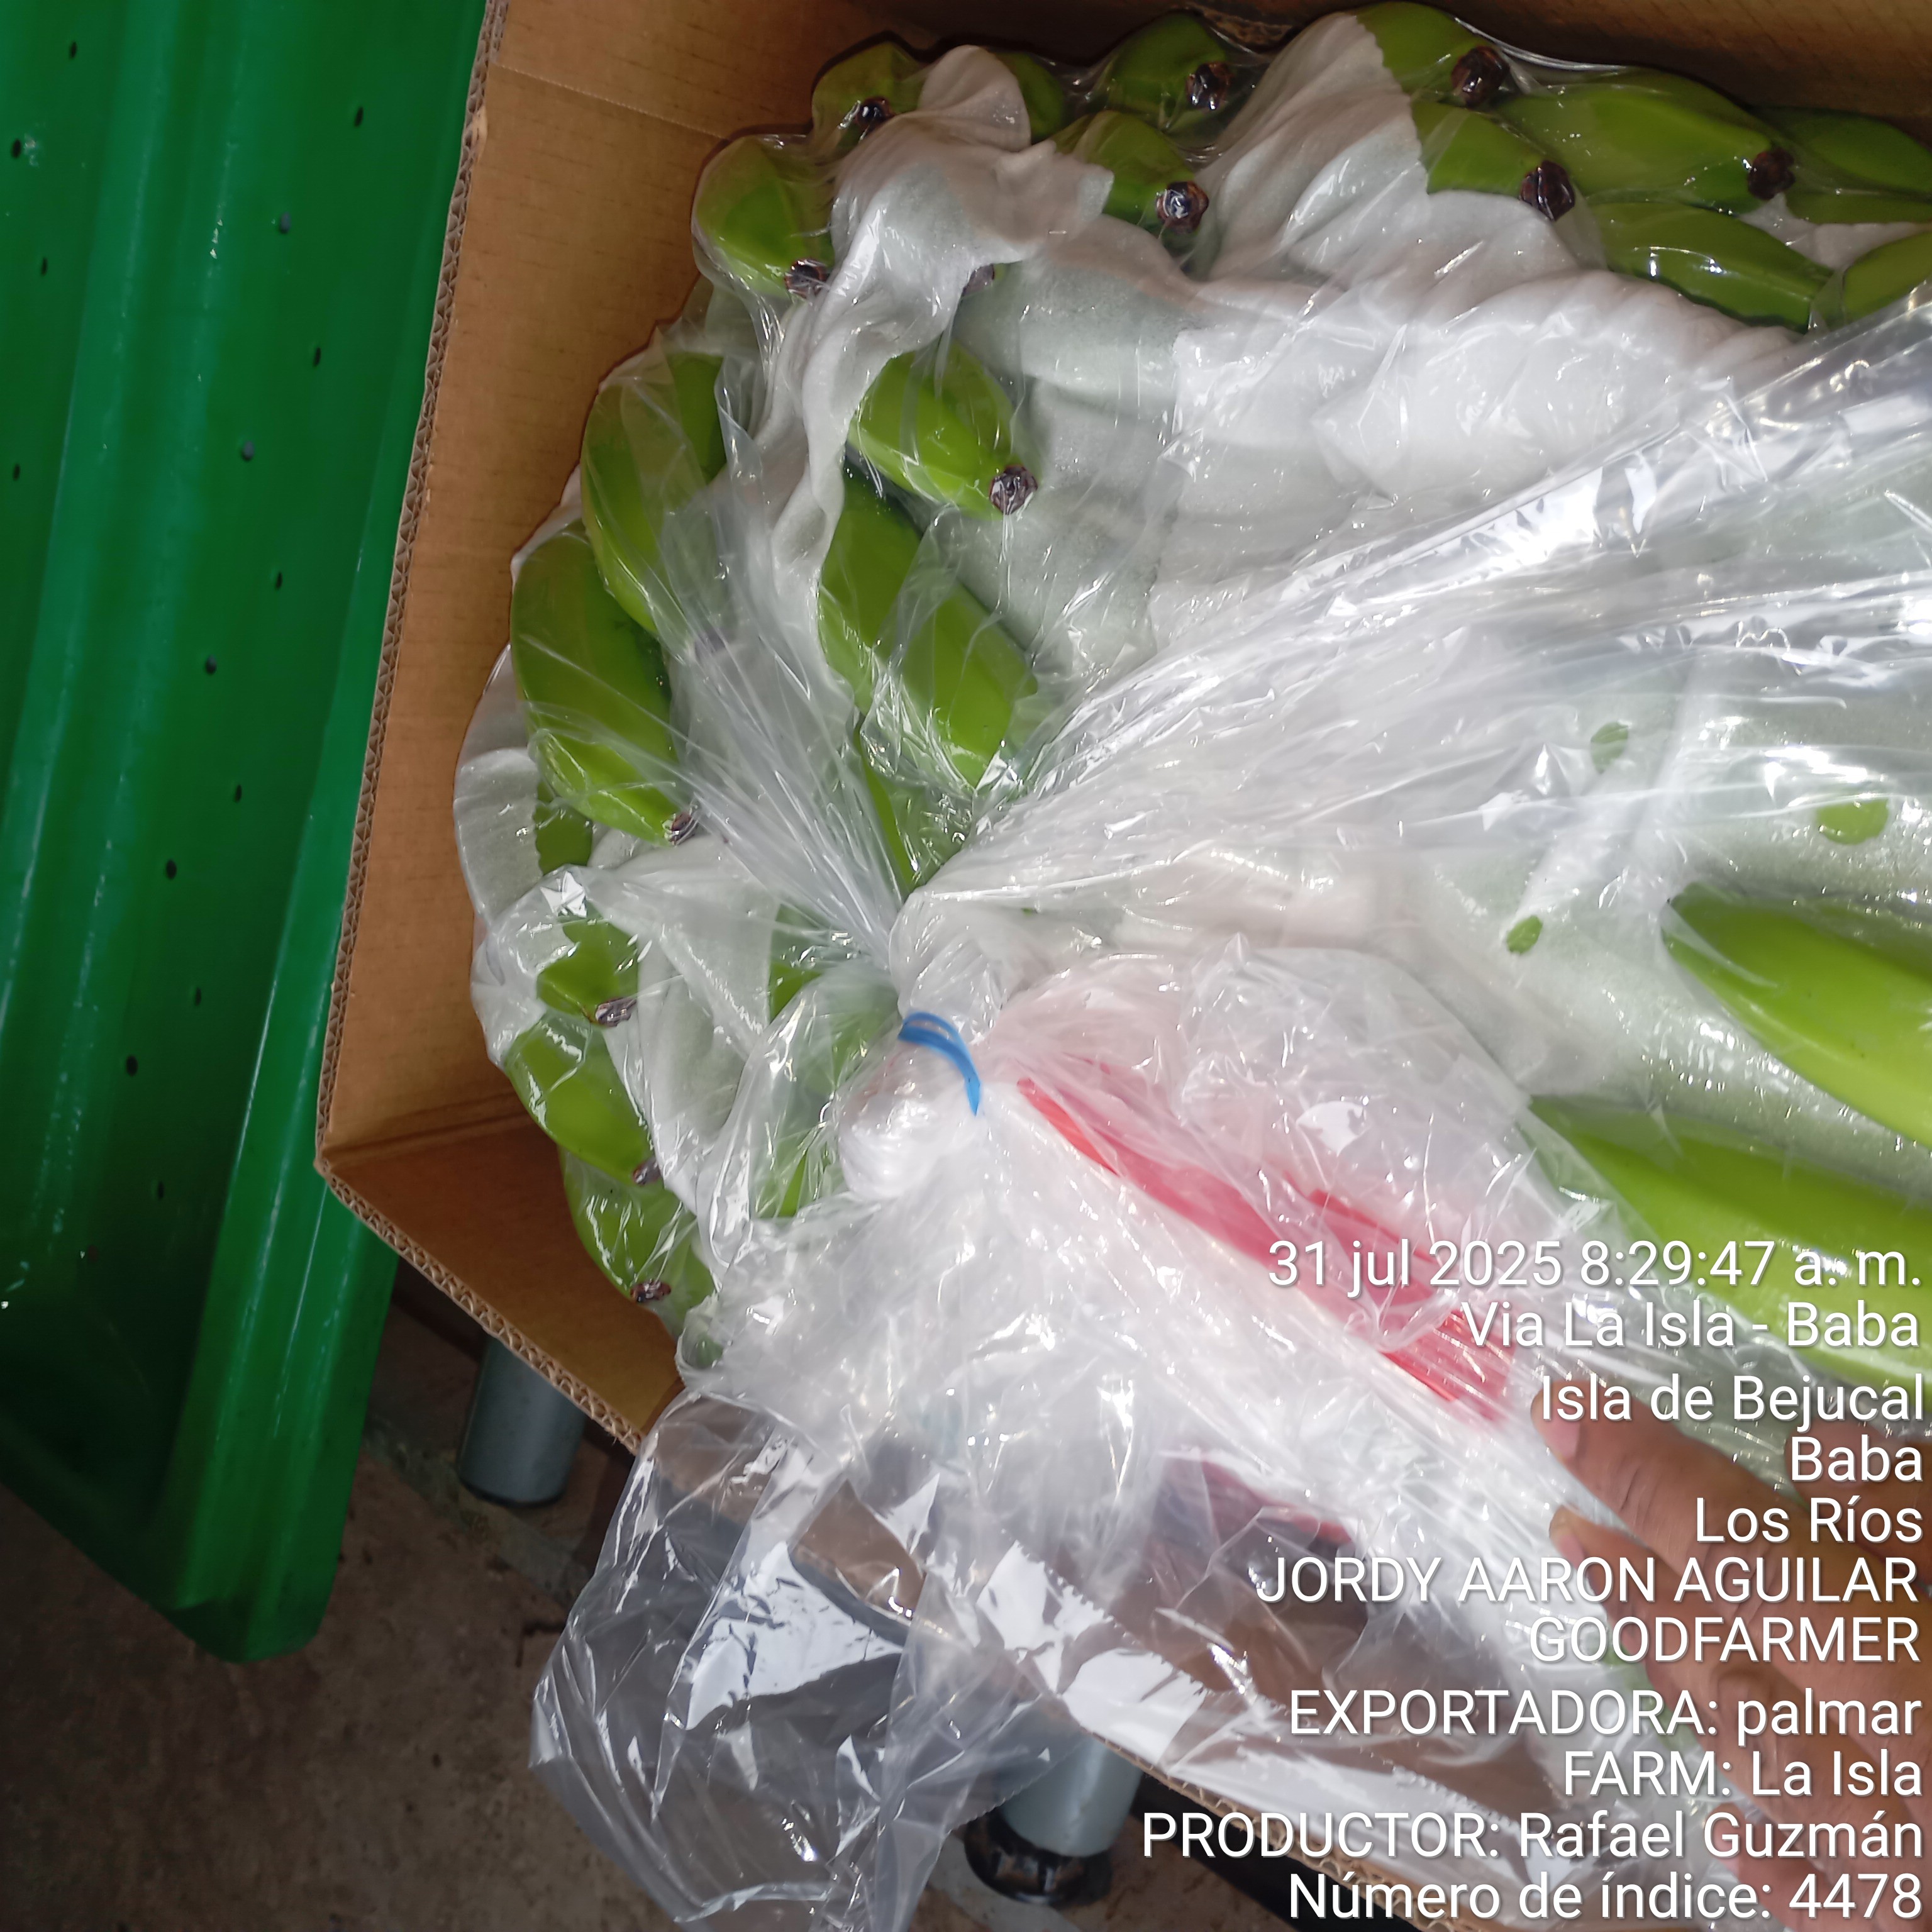 31 jul 2025 8:29:47 a. m.
Via La Isla - Baba
Isla de Bejucal
Baba
Los Ríos
JORDY AARON AGUILAR
GOODFARMER
EXPORTADORA: palmar
FARM: La Isla
PRODUCTOR: Rafael Guzmán
Número de índice: 4478